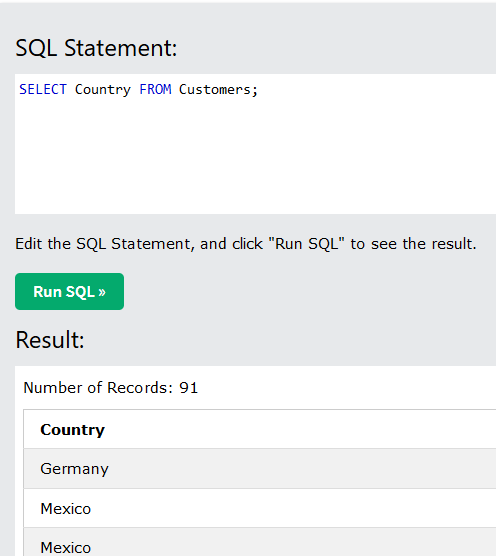 SQL Statement:
SELECT Country FROM Customers;
Edit the SQL Statement, and click "Run SQL" to see the result.
Run SQL »
Result:
Number of Records: 91
Country
Germany
Mexico
Mexico